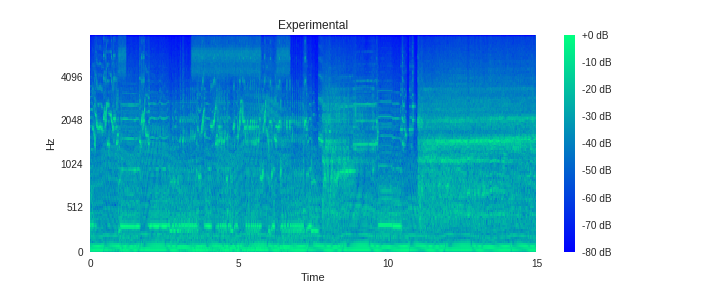 Experimental
Hz
4096
2048
1024
512
0
0
5
10
15
Time
+0 dB
-10 dB
-20 dB
-30 dB
-40 dB
-50 dB
-60 dB
-70 dB
-80 dB